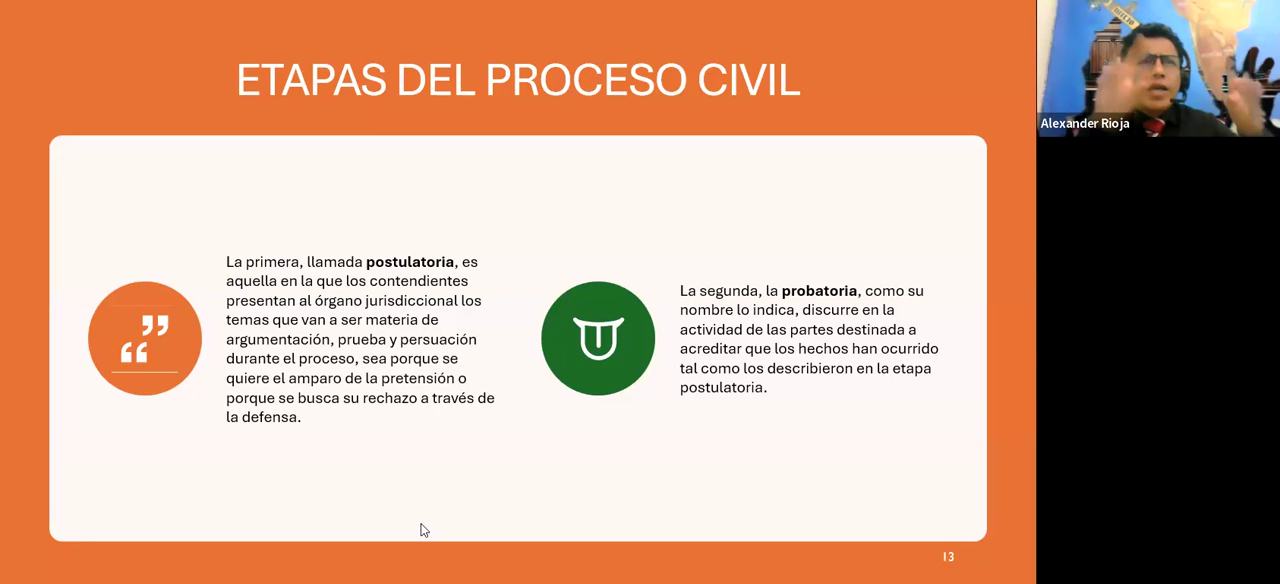 ETAPAS DEL PROCESO CIVIL
La primera, llamada postulatoria, es
aquella en la que los contendientes
presentan al órgano jurisdiccional los
temas que van a ser materia de
argumentación, prueba y persuación
durante el proceso, sea porque se
quiere el amparo de la pretensión o
porque se busca su rechazo a través de
la defensa.
La segunda, la probatoria, como su
nombre lo indica, discurre en la
actividad de las partes destinada a
acreditar que los hechos han ocurrido
tal como los describieron en la etapa
postulatoria.
13
Alexander Rioja